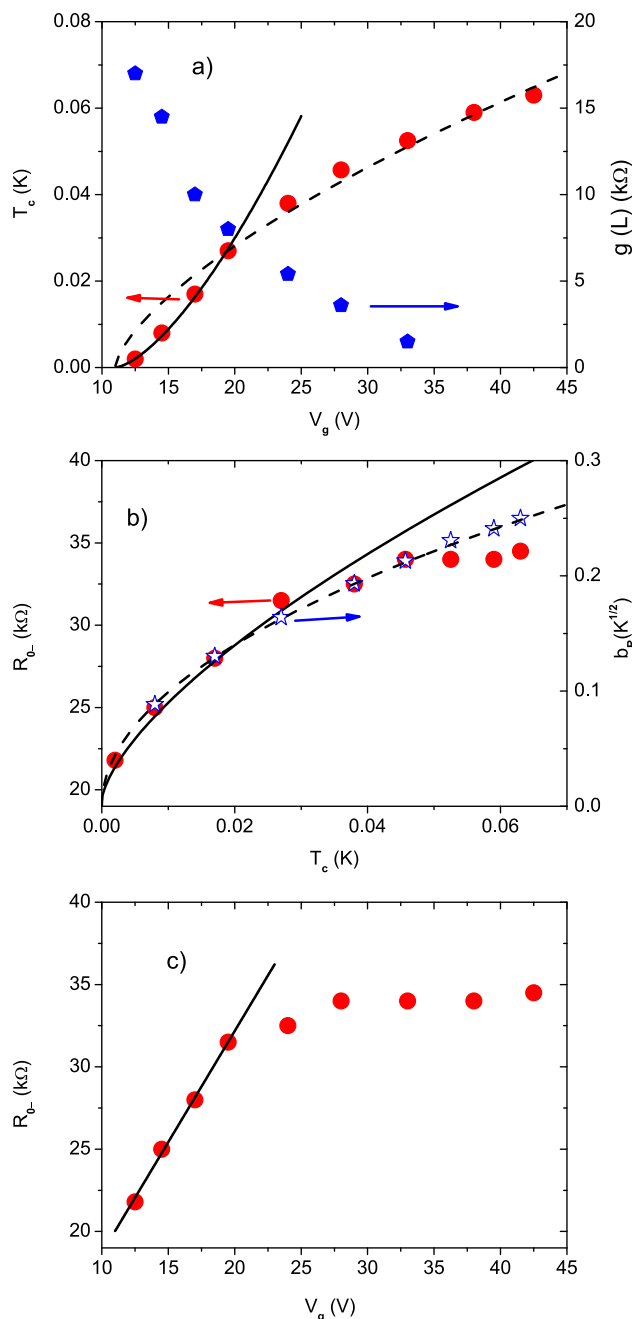 a)
0.08
0.06
0.04
0.02
0.00
T_c (K)
20
15
10
5
0
g (L) (kΩ)
10 15 20 25 30 35 40 45
V_g (V)
b)
40
35
30
25
20
R_0– (kΩ)
0.3
0.2
0.1
0.0
b_P(K^1/2)
0.00 0.02 0.04 0.06
T_c (K)
c)
40
35
30
25
20
R_0– (kΩ)
10 15 20 25 30 35 40 45
V_g (V)